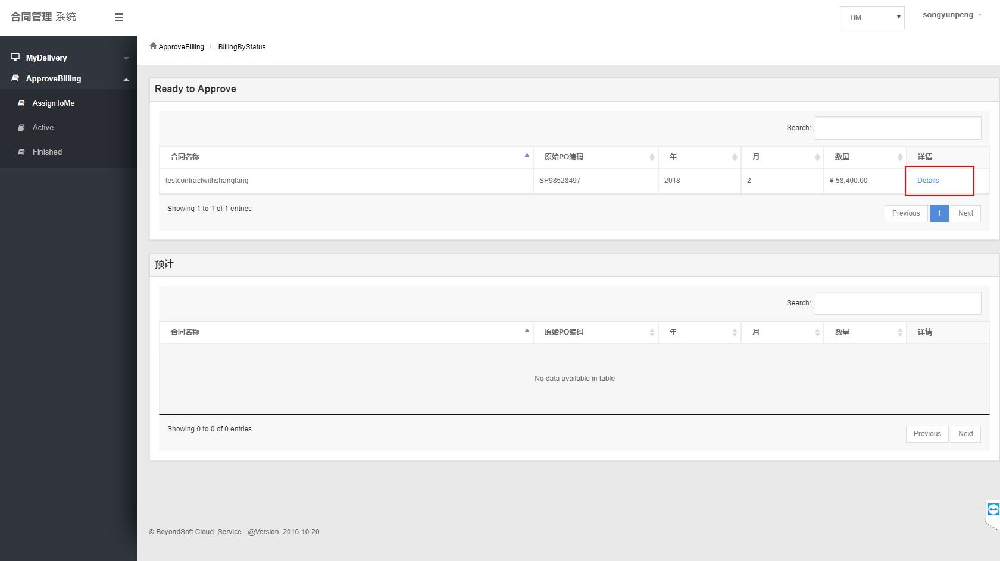 合同管理 系统
DM
songyunpeng
MyDelivery
ApproveBilling
AssignToMe
Active
Finished
ApproveBilling / BillingByStatus
Ready to Approve
Search:
合同名称 原始PO编码 年 月 数量 详情
testcontractwithshangtang SP98528497 2018 2 ¥ 58,400.00 Details
Showing 1 to 1 of 1 entries
Previous 1 Next
预计
Search:
合同名称 原始PO编码 年 月 数量 详情
No data available in table
Showing 0 to 0 of 0 entries
Previous Next
© BeyondSoft Cloud_Service - @Version_2016-10-20